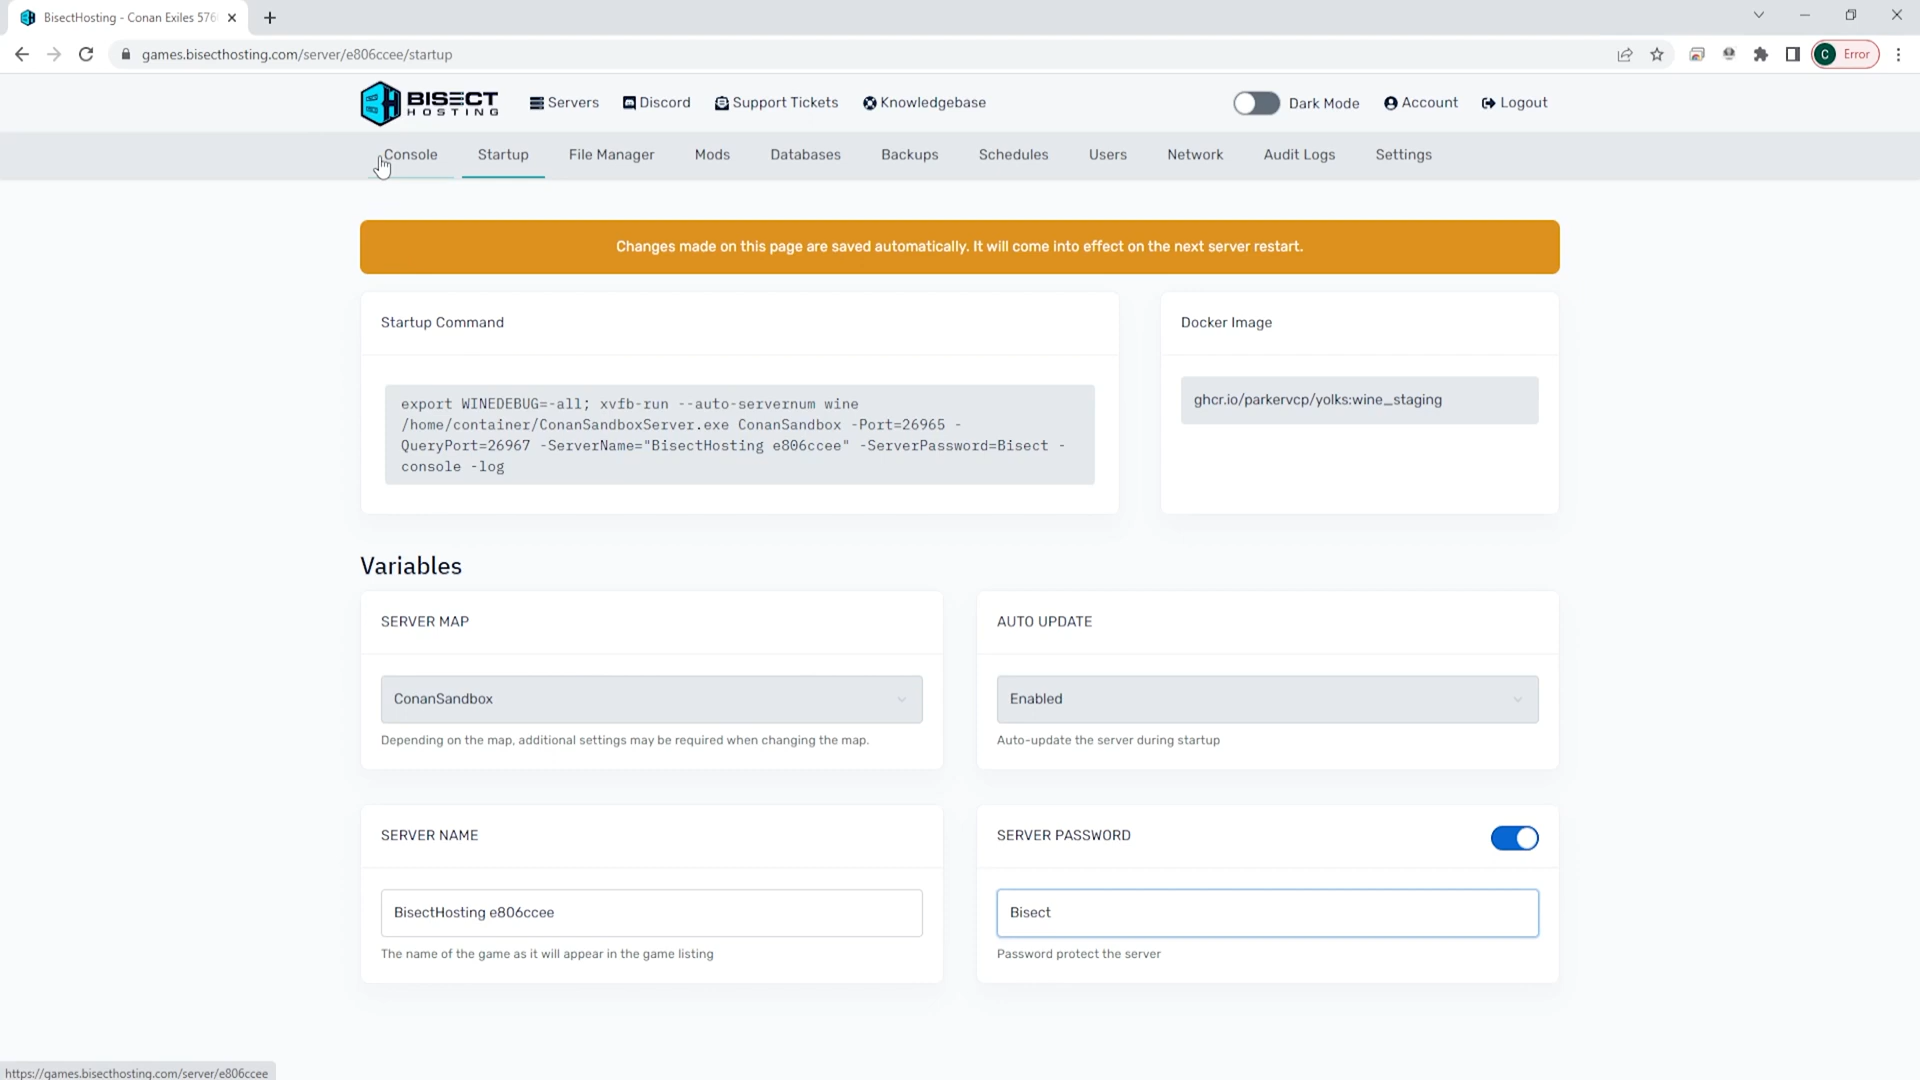 BisectHosting - Conan Exiles 576
games.bisecthosting.com/server/e806ccee/startup
C Error
BISECT HOSTING
Servers
Discord
Support Tickets
Knowledgebase
Dark Mode
Account
Logout
Console
Startup
File Manager
Mods
Databases
Backups
Schedules
Users
Network
Audit Logs
Settings
Changes made on this page are saved automatically. It will come into effect on the next server restart.
Startup Command
export WINEDEBUG=-all; xvfb-run --auto-servernum wine
/home/container/ConanSandboxServer.exe ConanSandbox -Port=26965 -
QueryPort=26967 -ServerName="BisectHosting e806ccee" -ServerPassword=Bisect -
console -log
Docker Image
ghcr.io/parkervcp/yolks:wine_staging
Variables
SERVER MAP
ConanSandbox
Depending on the map, additional settings may be required when changing the map.
AUTO UPDATE
Enabled
Auto-update the server during startup
SERVER NAME
BisectHosting e806ccee
The name of the game as it will appear in the game listing
SERVER PASSWORD
Bisect
Password protect the server
https://games.bisecthosting.com/server/e806ccee